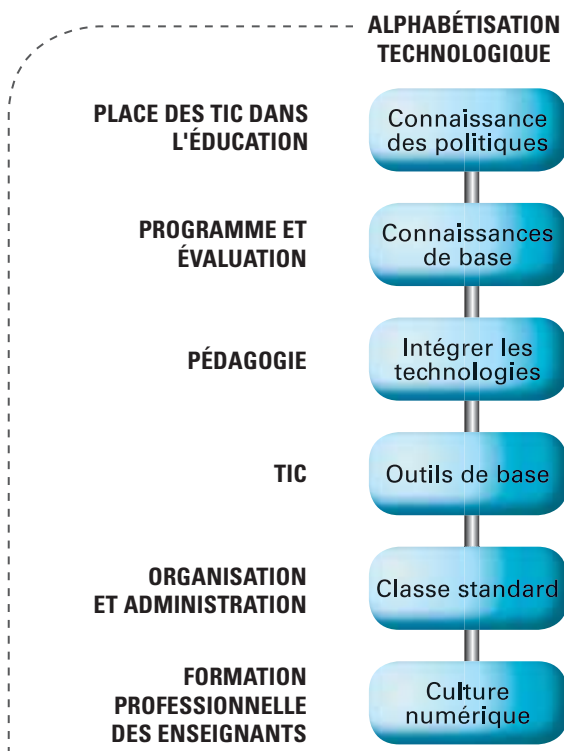 ALPHABÉTISATION
TECHNOLOGIQUE
PLACE DES TIC DANS
L'ÉDUCATION
Connaissance
des politiques
PROGRAMME ET
ÉVALUATION
Connaissances
de base
PÉDAGOGIE
Intégrer les
technologies
TIC
Outils de base
ORGANISATION
ET ADMINISTRATION
Classe standard
FORMATION
PROFESSIONNELLE
DES ENSEIGNANTS
Culture
numérique